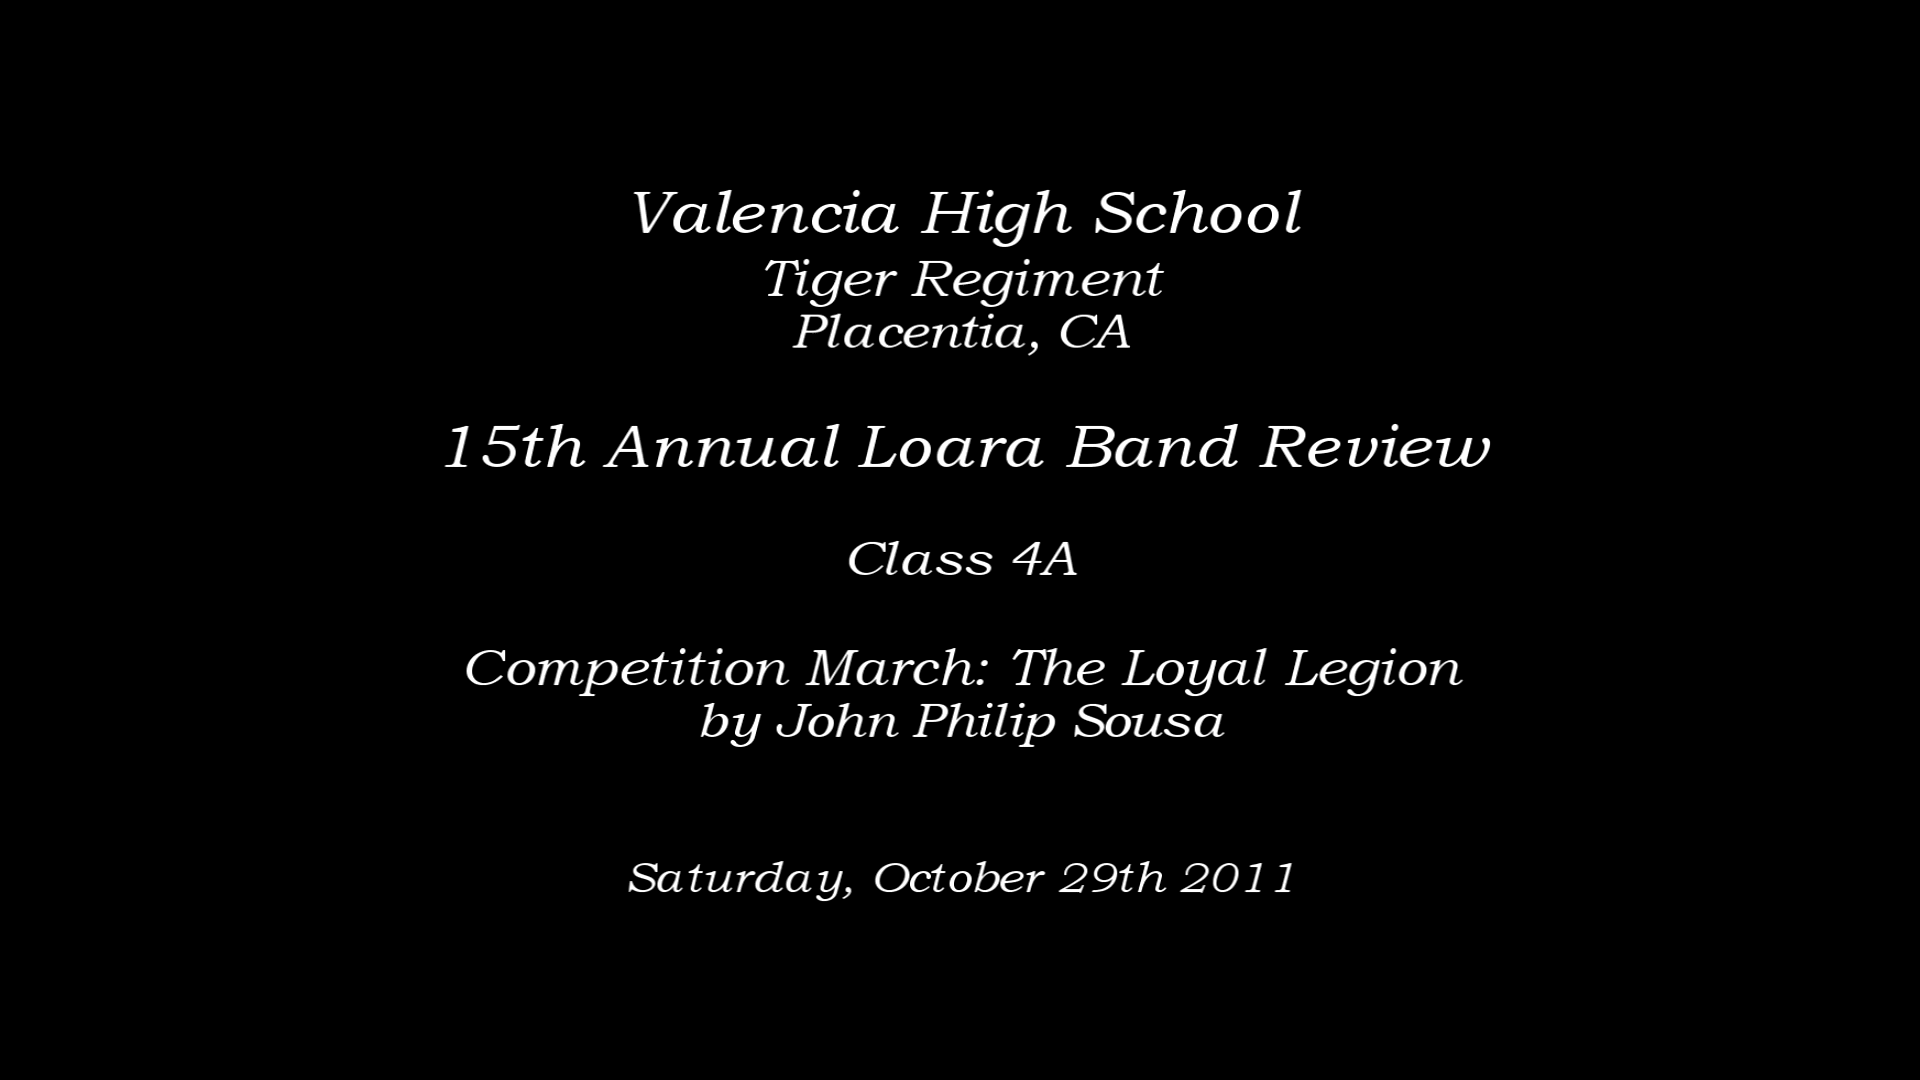 Valencia High School
Tiger Regiment
Placentia, CA
15th Annual Loara Band Review
Class 4A
Competition March: The Loyal Legion
by John Philip Sousa
Saturday, October 29th 2011